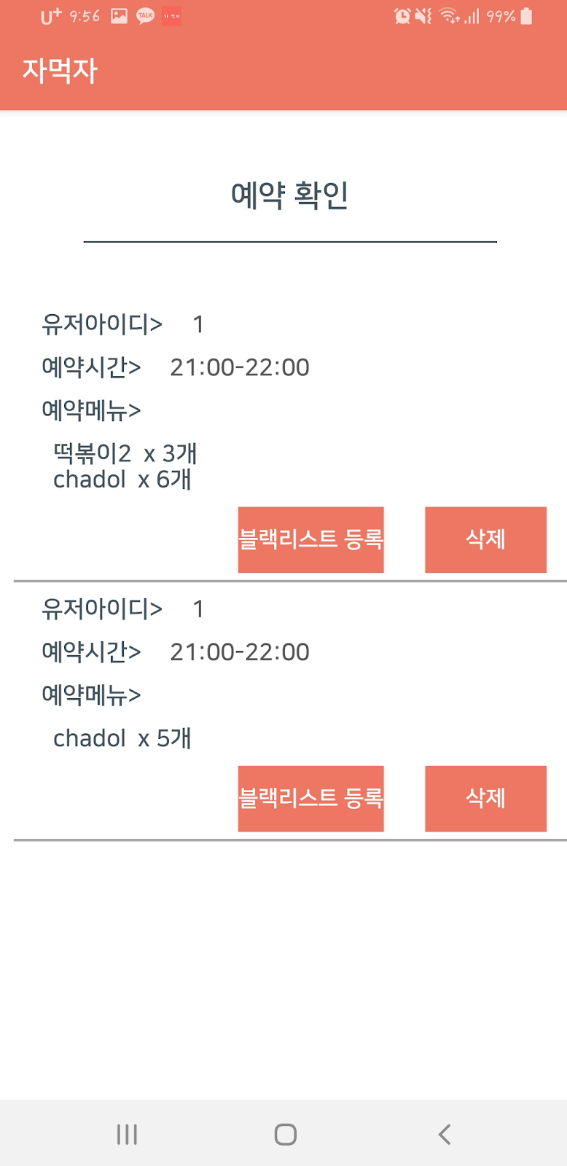 U+ 9:56 TALK 99%
자먹자
예약 확인
유저아이디> 1
예약시간> 21:00-22:00
예약메뉴>
떡볶이2 x 3개
chadol x 6개
블랙리스트 등록 삭제
유저아이디> 1
예약시간> 21:00-22:00
예약메뉴>
chadol x 5개
블랙리스트 등록 삭제